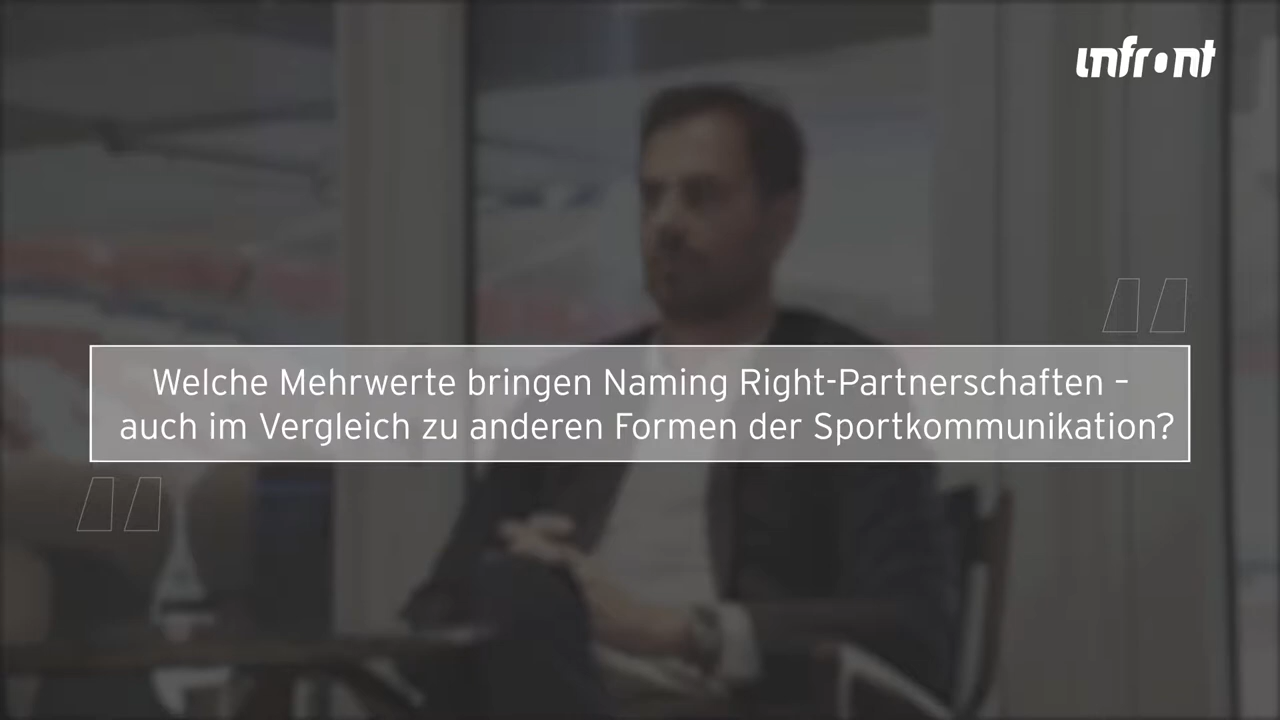 infront
Welche Mehrwerte bringen Naming Right-Partnerschaften –
auch im Vergleich zu anderen Formen der Sportkommunikation?